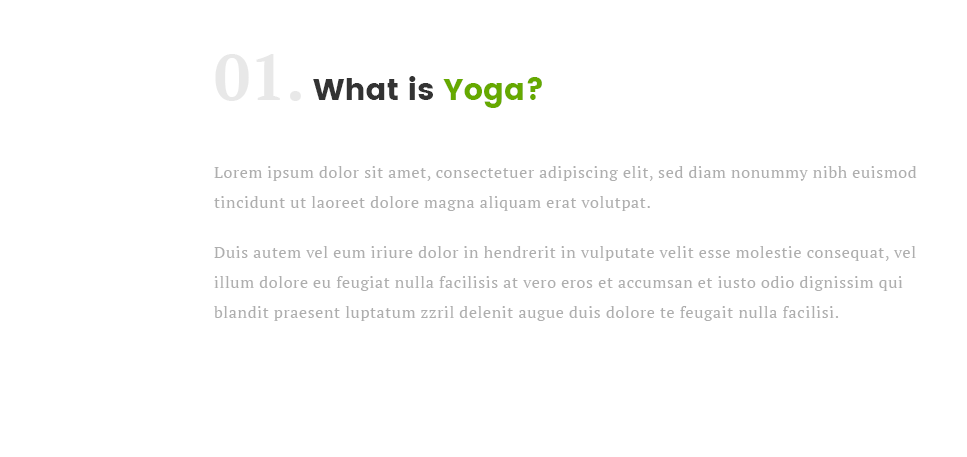 01. What is Yoga?
Lorem ipsum dolor sit amet, consectetuer adipiscing elit, sed diam nonummy nibh euismod
tincidunt ut laoreet dolore magna aliquam erat volutpat.
Duis autem vel eum iriure dolor in hendrerit in vulputate velit esse molestie consequat, vel
illum dolore eu feugiat nulla facilisis at vero eros et accumsan et iusto odio dignissim qui
blandit praesent luptatum zzril delenit augue duis dolore te feugait nulla facilisi.